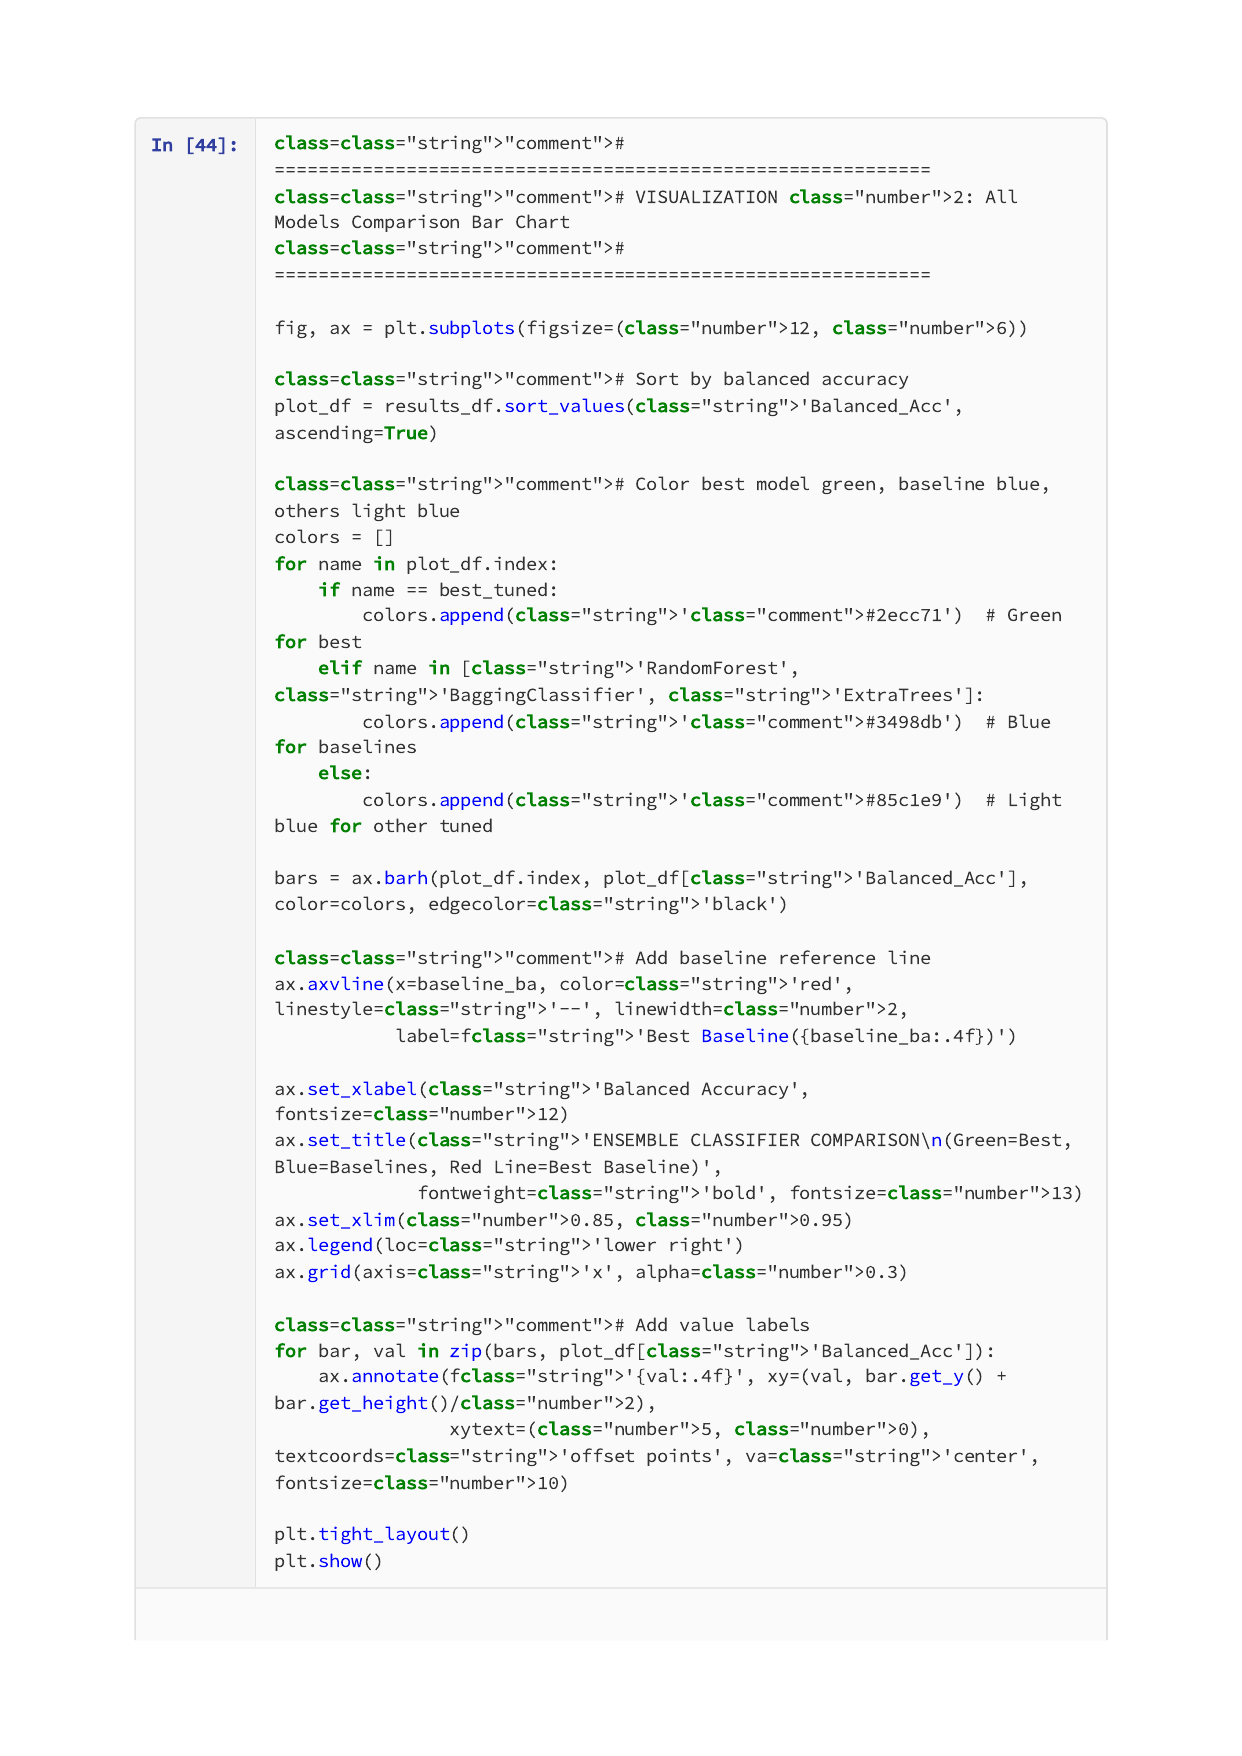 In [44]:
class=class="string">"comment">#
============================================================
class=class="string">"comment"># VISUALIZATION class="number">2: All
Models Comparison Bar Chart
class=class="string">"comment">#
============================================================
fig, ax = plt.subplots(figsize=(class="number">12, class="number">6))
class=class="string">"comment"># Sort by balanced accuracy
plot_df = results_df.sort_values(class="string">'Balanced_Acc',
ascending=True)
class=class="string">"comment"># Color best model green, baseline blue,
others light blue
colors = []
for name in plot_df.index:
    if name == best_tuned:
        colors.append(class="string">'class="comment">#2ecc71')  # Green
for best
    elif name in [class="string">'RandomForest',
class="string">'BaggingClassifier', class="string">'ExtraTrees']:
        colors.append(class="string">'class="comment">#3498db')  # Blue
for baselines
    else:
        colors.append(class="string">'class="comment">#85c1e9')  # Light
blue for other tuned
bars = ax.barh(plot_df.index, plot_df[class="string">'Balanced_Acc'],
color=colors, edgecolor=class="string">'black')
class=class="string">"comment"># Add baseline reference line
ax.axvline(x=baseline_ba, color=class="string">'red',
linestyle=class="string">'--', linewidth=class="number">2,
           label=fclass="string">'Best Baseline({baseline_ba:.4f})')
ax.set_xlabel(class="string">'Balanced Accuracy',
fontsize=class="number">12)
ax.set_title(class="string">'ENSEMBLE CLASSIFIER COMPARISON\n(Green=Best,
Blue=Baselines, Red Line=Best Baseline)',
             fontweight=class="string">'bold', fontsize=class="number">13)
ax.set_xlim(class="number">0.85, class="number">0.95)
ax.legend(loc=class="string">'lower right')
ax.grid(axis=class="string">'x', alpha=class="number">0.3)
class=class="string">"comment"># Add value labels
for bar, val in zip(bars, plot_df[class="string">'Balanced_Acc']):
    ax.annotate(fclass="string">'{val:.4f}', xy=(val, bar.get_y() +
bar.get_height()/class="number">2),
                xytext=(class="number">5, class="number">0),
textcoords=class="string">'offset points', va=class="string">'center',
fontsize=class="number">10)
plt.tight_layout()
plt.show()